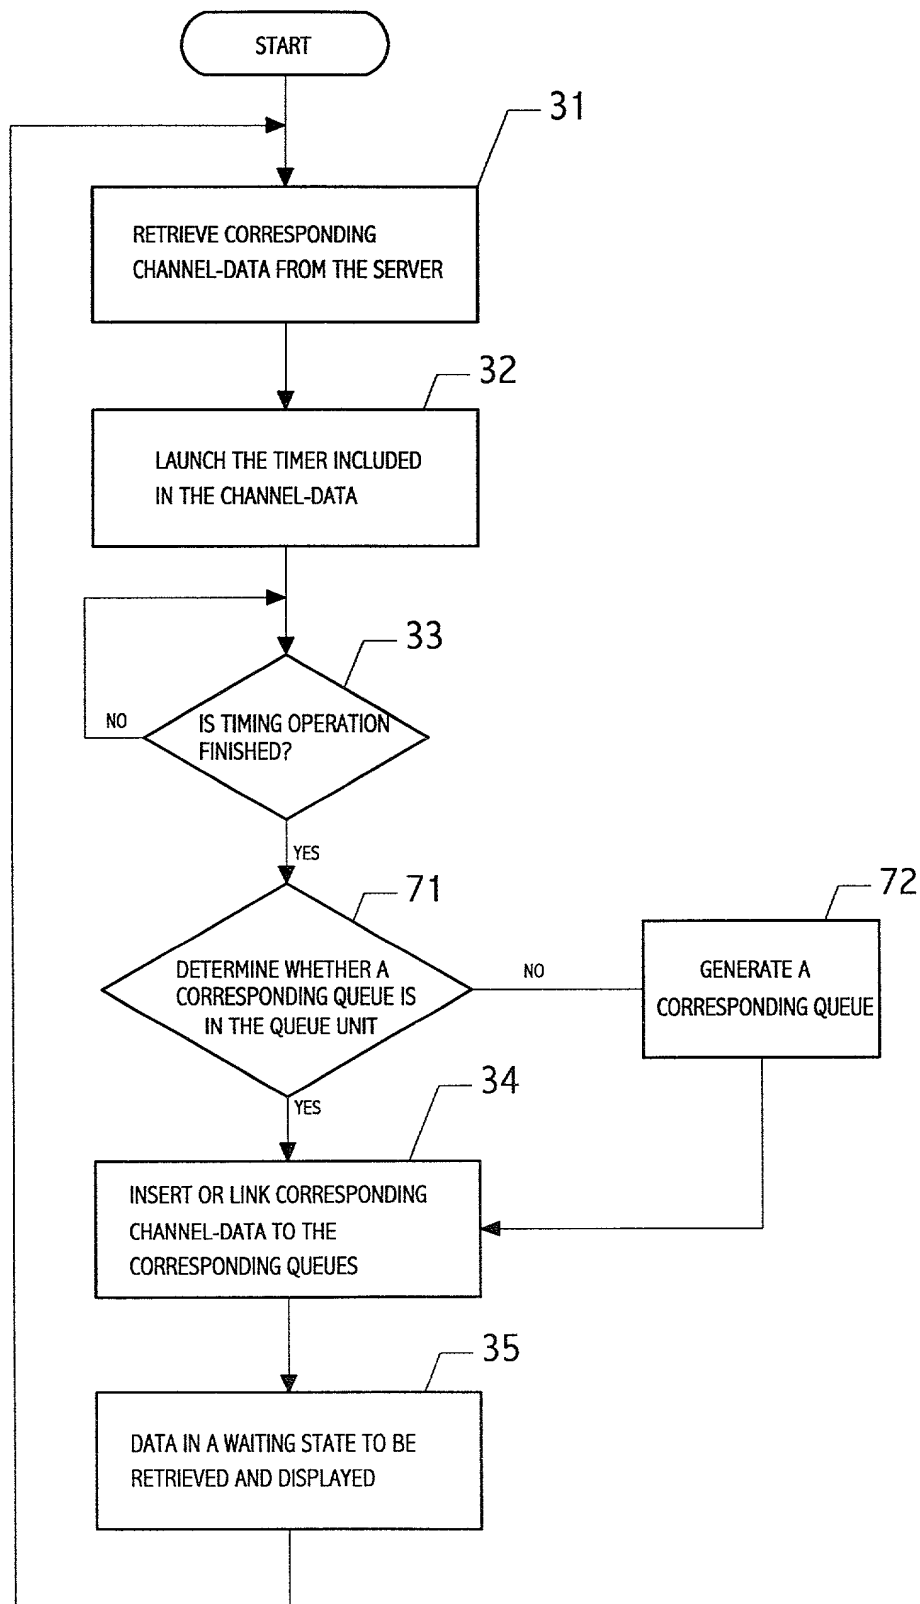 START
31
RETRIEVE CORRESPONDING
CHANNEL-DATA FROM THE SERVER
32
LAUNCH THE TIMER INCLUDED
IN THE CHANNEL-DATA
33
IS TIMING OPERATION
FINISHED?
NO
YES
71
DETERMINE WHETHER A
CORRESPONDING QUEUE IS
IN THE QUEUE UNIT
NO
72
GENERATE A
CORRESPONDING QUEUE
YES
34
INSERT OR LINK CORRESPONDING
CHANNEL-DATA TO THE
CORRESPONDING QUEUES
35
DATA IN A WAITING STATE TO BE
RETRIEVED AND DISPLAYED